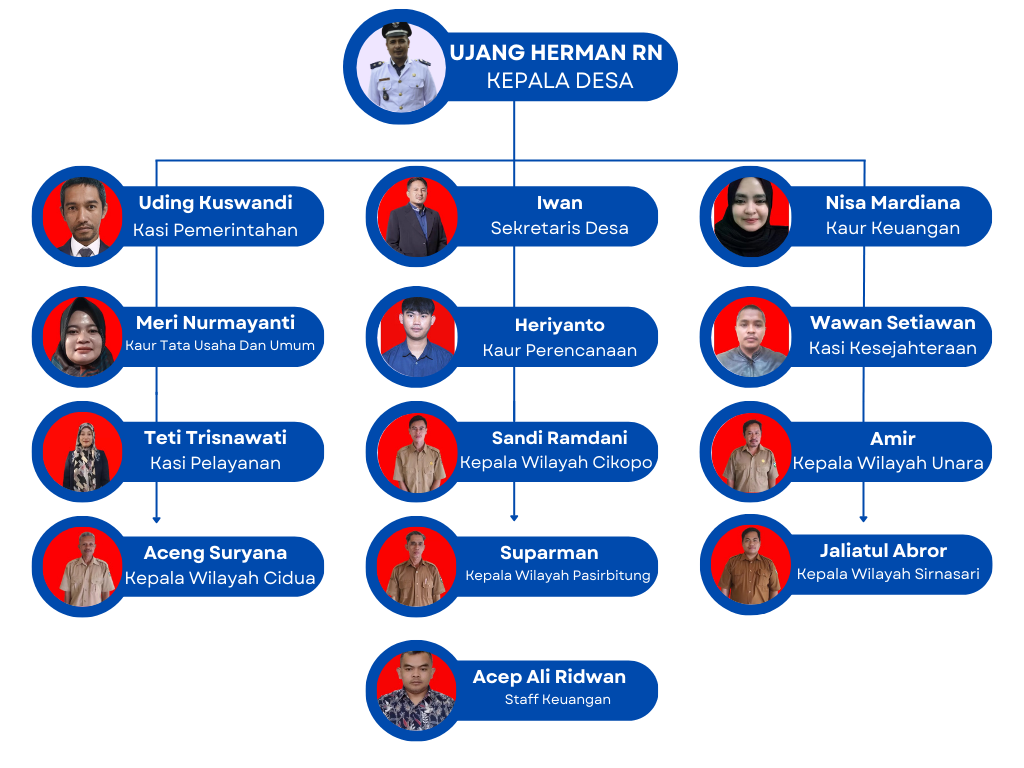 UJANG HERMAN RN
KEPALA DESA
Uding Kuswandi
Kasi Pemerintahan
Iwan
Sekretaris Desa
Nisa Mardiana
Kaur Keuangan
Meri Nurmayanti
Kaur Tata Usaha Dan Umum
Heriyanto
Kaur Perencanaan
Wawan Setiawan
Kasi Kesejahteraan
Teti Trisnawati
Kasi Pelayanan
Sandi Ramdani
Kepala Wilayah Cikopo
Amir
Kepala Wilayah Unara
Aceng Suryana
Kepala Wilayah Cidua
Suparman
Kepala Wilayah Pasirbitung
Jaliatul Abror
Kepala Wilayah Sirnasari
Acep Ali Ridwan
Staff Keuangan